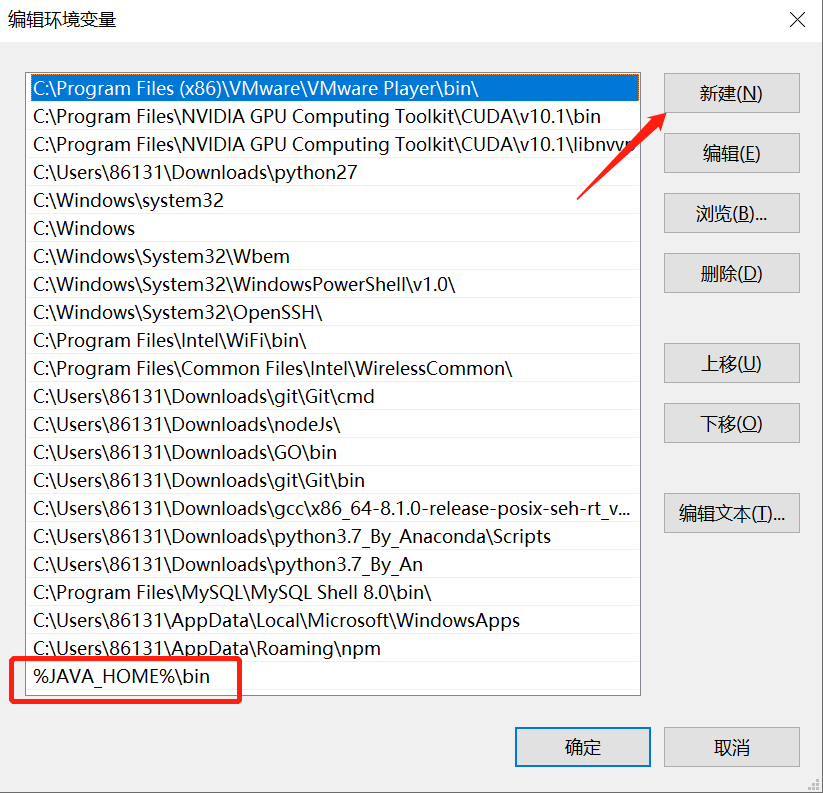 编辑环境变量
C:\Program Files (x86)\VMware\VMware Player\bin\
C:\Program Files\NVIDIA GPU Computing Toolkit\CUDA\v10.1\bin
C:\Program Files\NVIDIA GPU Computing Toolkit\CUDA\v10.1\libnvvp
C:\Users\86131\Downloads\python27
C:\Windows\system32
C:\Windows
C:\Windows\System32\Wbem
C:\Windows\System32\WindowsPowerShell\v1.0\
C:\Windows\System32\OpenSSH\
C:\Program Files\Intel\WiFi\bin\
C:\Program Files\Common Files\Intel\WirelessCommon\
C:\Users\86131\Downloads\git\Git\cmd
C:\Users\86131\Downloads\nodeJs\
C:\Users\86131\Downloads\GO\bin
C:\Users\86131\Downloads\git\Git\bin
C:\Users\86131\Downloads\gcc\x86_64-8.1.0-release-posix-seh-rt_v...
C:\Users\86131\Downloads\python3.7_By_Anaconda\Scripts
C:\Users\86131\Downloads\python3.7_By_An
C:\Program Files\MySQL\MySQL Shell 8.0\bin\
C:\Users\86131\AppData\Local\Microsoft\WindowsApps
C:\Users\86131\AppData\Roaming\npm
%JAVA_HOME%\bin
新建(N)
编辑(E)
浏览(B)...
删除(D)
上移(U)
下移(O)
编辑文本(T)...
确定
取消